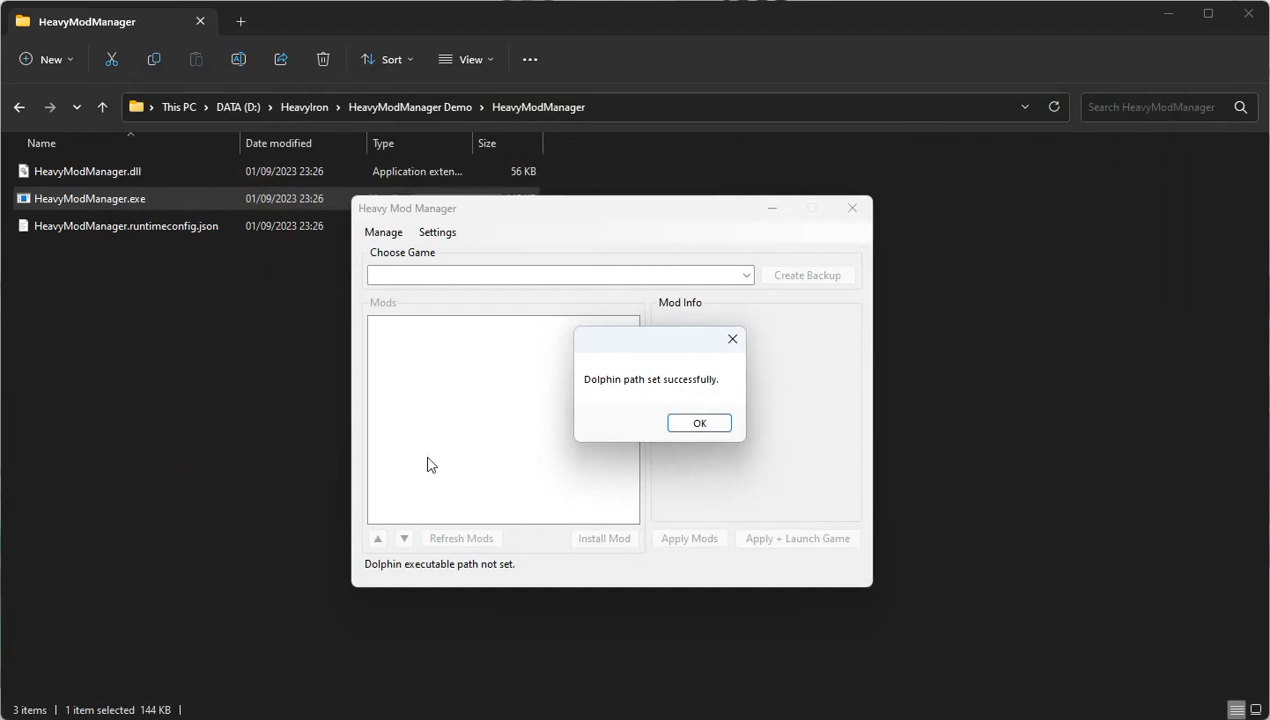 HeavyModManager
New
Sort
View
This PC > DATA (D:) > HeavyIron > HeavyModManager Demo > HeavyModManager
Search HeavyModManager
Name Date modified Type Size
HeavyModManager.dll 01/09/2023 23:26 Application exten... 56 KB
HeavyModManager.exe 01/09/2023 23:26
HeavyModManager.runtimeconfig.json 01/09/2023 23:26
Heavy Mod Manager
Manage Settings
Choose Game
Create Backup
Mods
Mod Info
Dolphin path set successfully.
OK
Refresh Mods
Install Mod
Apply Mods
Apply + Launch Game
Dolphin executable path not set.
3 items 1 item selected 144 KB